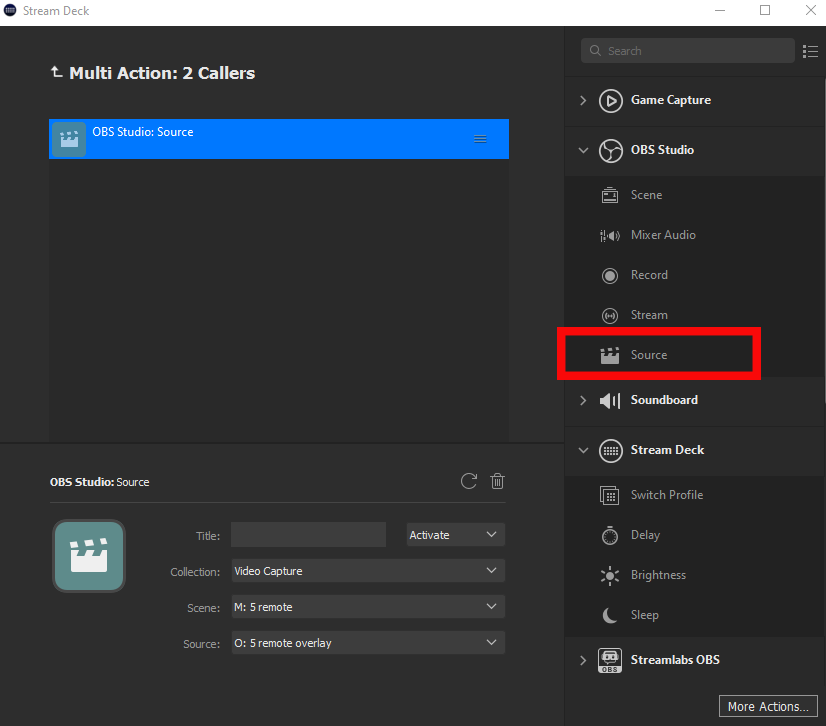 Stream Deck
Multi Action: 2 Callers
OBS Studio: Source
OBS Studio: Source
Title:
Activate
Collection:
Video Capture
Scene:
M: 5 remote
Source:
O: 5 remote overlay
Search
Game Capture
OBS Studio
Scene
Mixer Audio
Record
Stream
Source
Soundboard
Stream Deck
Switch Profile
Delay
Brightness
Sleep
OBS
Streamlabs OBS
More Actions...